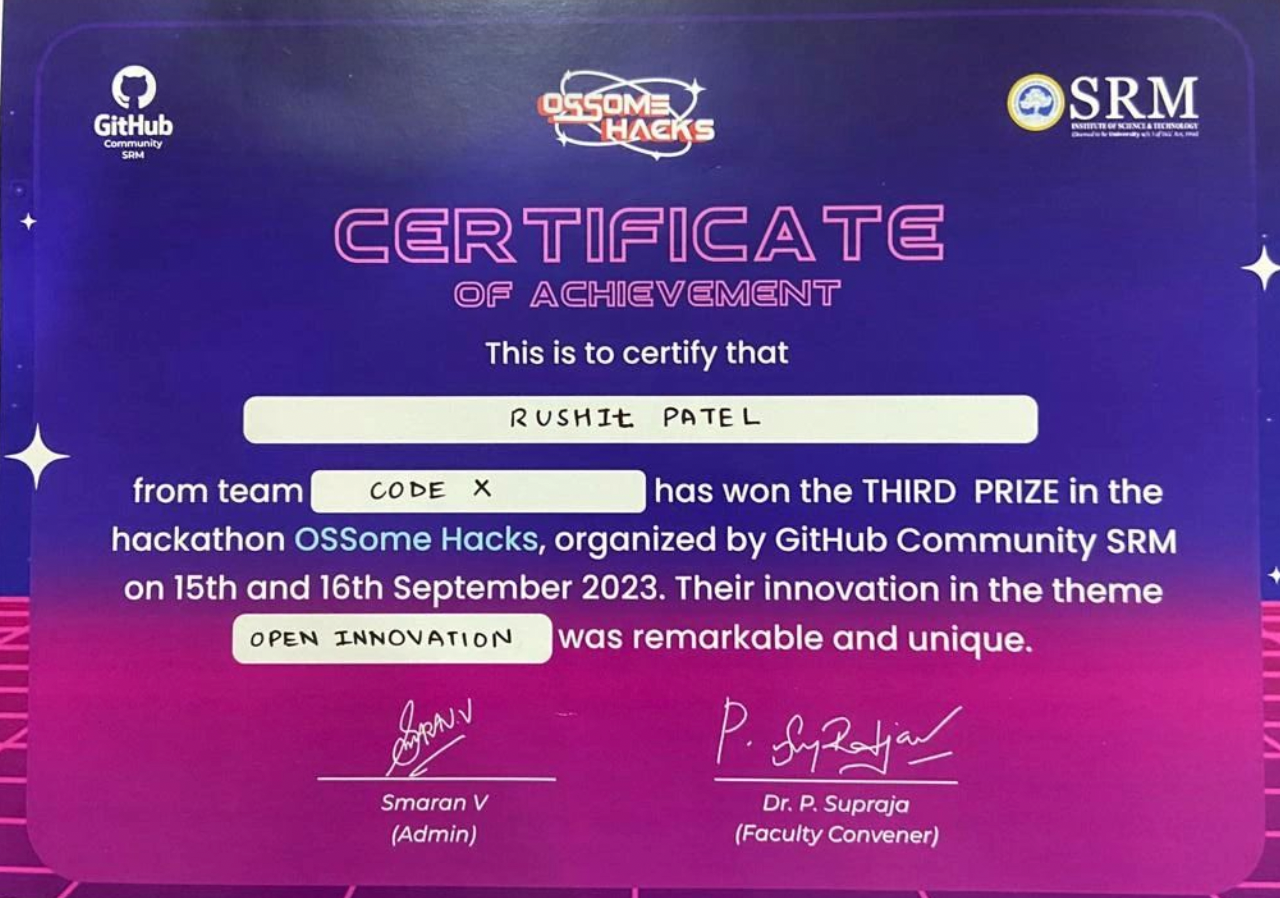 GitHub
Community
SRM
OSSOME
HACKS
SRM
INSTITUTE OF SCIENCE & TECHNOLOGY
CERTIFICATE
OF ACHIEVEMENT
This is to certify that
RUSHIt PATEL
from team CODE X has won the THIRD PRIZE in the
hackathon OSSome Hacks, organized by GitHub Community SRM
on 15th and 16th September 2023. Their innovation in the theme
OPEN INNOVATION was remarkable and unique.
SMARAN.V
P. Supraja
Smaran V
(Admin)
Dr. P. Supraja
(Faculty Convener)